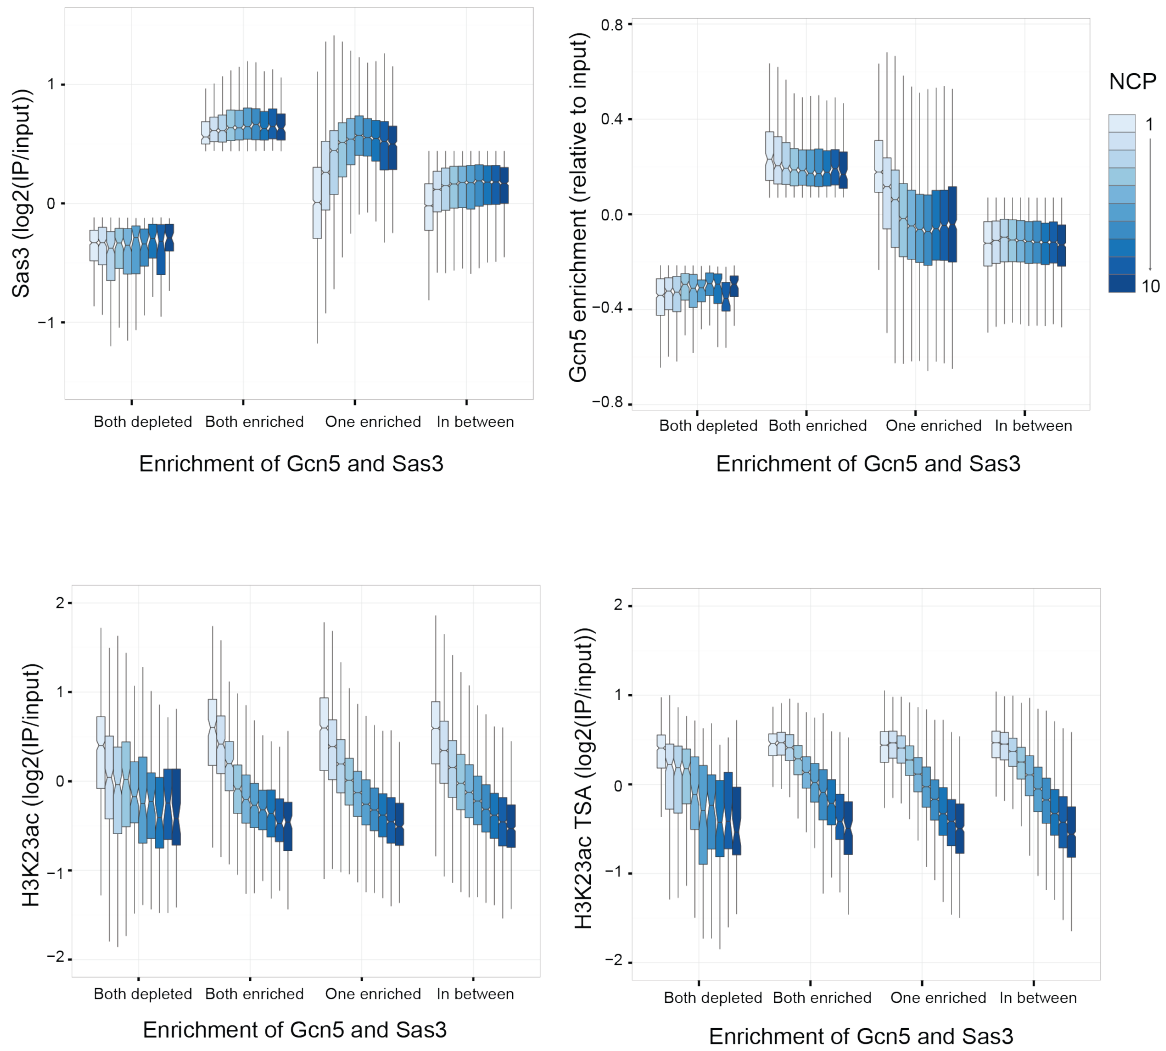 Sas3 (log2(IP/input))
1
0
−1
Both depleted
Both enriched
One enriched
In between
Enrichment of Gcn5 and Sas3
Gcn5 enrichment (relative to input)
0.8
0.4
0.0
−0.4
−0.8
Both depleted
Both enriched
One enriched
In between
Enrichment of Gcn5 and Sas3
NCP
1
10
H3K23ac (log2(IP/input)
2
1
0
−1
−2
Both depleted
Both enriched
One enriched
In between
Enrichment of Gcn5 and Sas3
H3K23ac TSA (log2(IP/input))
2
1
0
−1
−2
Both depleted
Both enriched
One enriched
In between
Enrichment of Gcn5 and Sas3